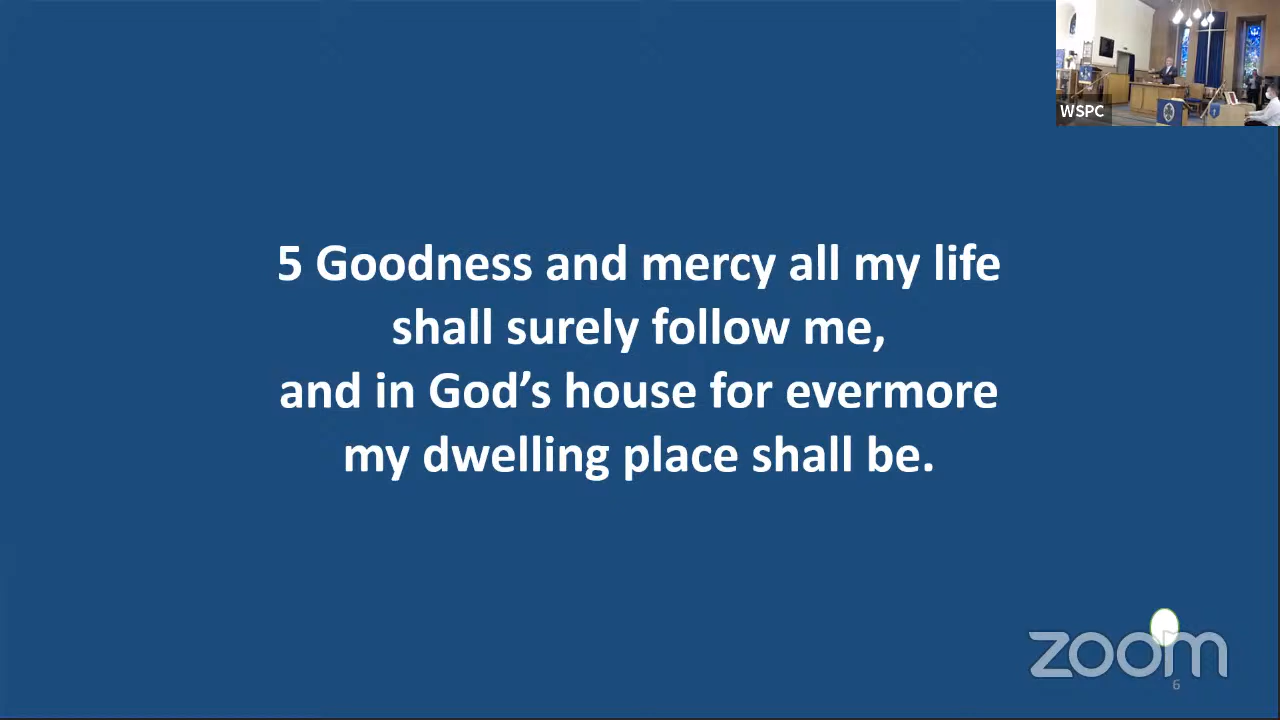 WSPC
5 Goodness and mercy all my life
shall surely follow me,
and in God’s house for evermore
my dwelling place shall be.
zoom
6